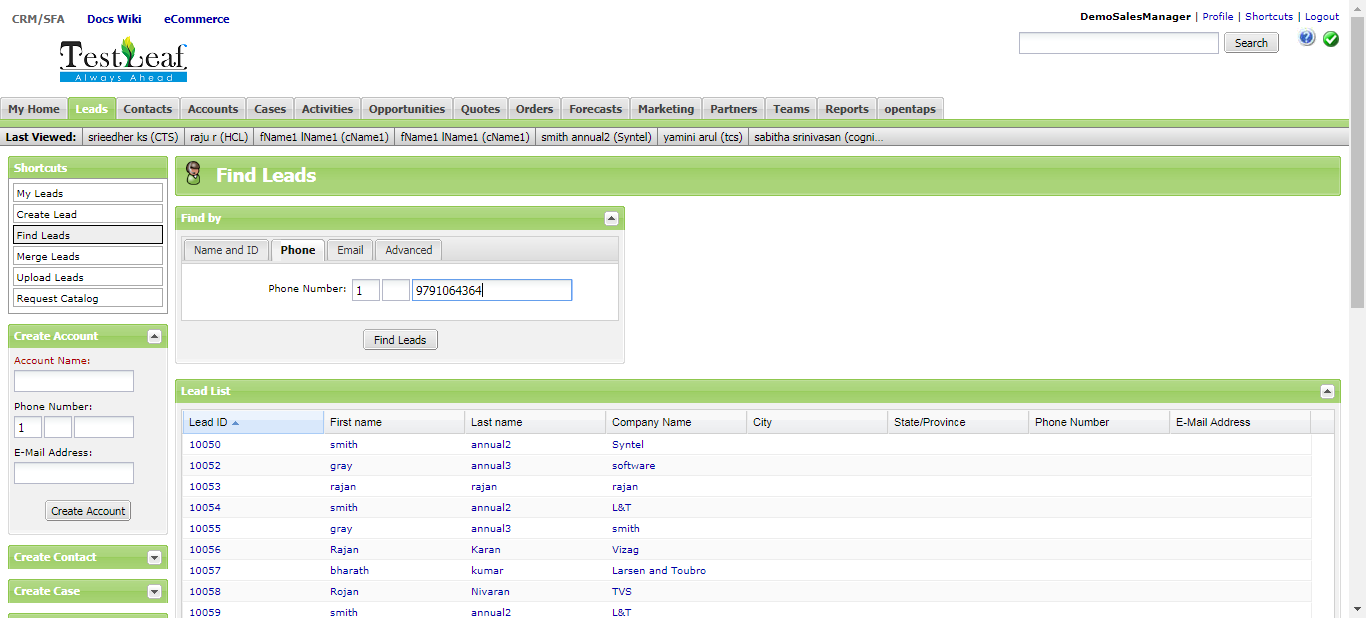 CRM/SFA Docs Wiki eCommerce
DemoSalesManager | Profile | Shortcuts | Logout
Search
TestLeaf
Always Ahead
My Home Leads Contacts Accounts Cases Activities Opportunities Quotes Orders Forecasts Marketing Partners Teams Reports opentaps
Last Viewed: srieedher ks (CTS) raju r (HCL) fName1 lName1 (cName1) fName1 lName1 (cName1) smith annual2 (Syntel) yamini arul (tcs) sabitha srinivasan (cogni...
Shortcuts
My Leads
Create Lead
Find Leads
Merge Leads
Upload Leads
Request Catalog
Create Account
Account Name:
Phone Number:
1
E-Mail Address:
Create Account
Create Contact
Create Case
Find Leads
Find by
Name and ID Phone Email Advanced
Phone Number: 1 9791064364
Find Leads
Lead List
Lead ID First name Last name Company Name City State/Province Phone Number E-Mail Address
10050 smith annual2 Syntel
10052 gray annual3 software
10053 rajan rajan rajan
10054 smith annual2 L&T
10055 gray annual3 smith
10056 Rajan Karan Vizag
10057 bharath kumar Larsen and Toubro
10058 Rojan Nivaran TVS
10059 smith annual2 L&T